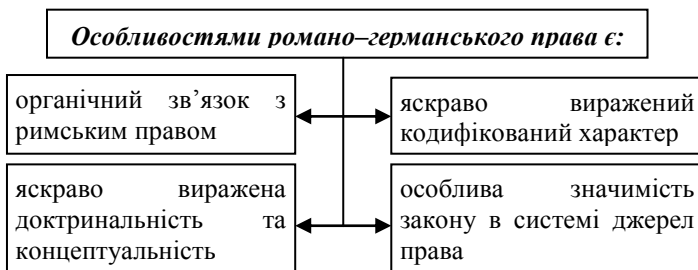 Особливостями романо–германського права є:
органічний зв’язок з
римським правом
яскраво виражений
кодифікований характер
яскраво виражена
доктринальність та
концептуальність
особлива значимість
закону в системі джерел
права